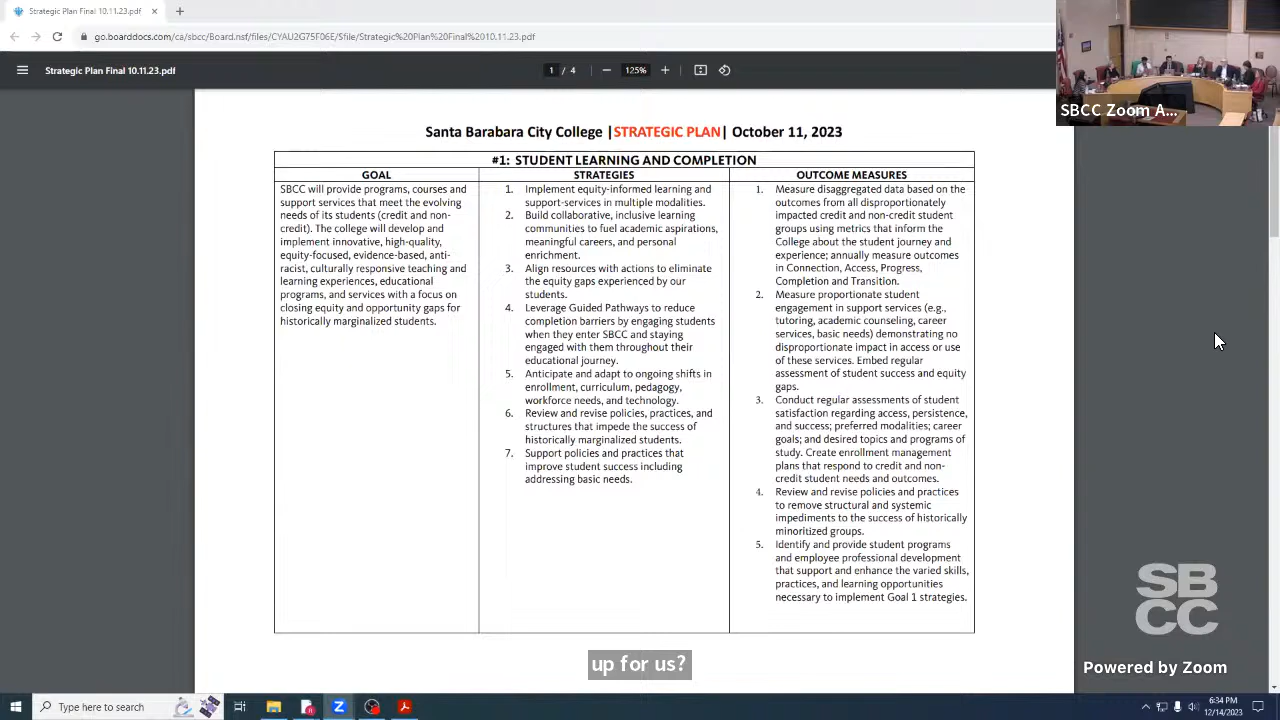 Strategic Plan Final 10.11.23.pdf
go.boarddocs.com/ca/sbcc/Board.nsf/files/CYAU2G75F06E/$file/Strategic%20Plan%20Final%2010.11.23.pdf
Strategic Plan Final 10.11.23.pdf
1 / 4
125%
SBCC Zoom A...
Santa Barabara City College |STRATEGIC PLAN| October 11, 2023
#1: STUDENT LEARNING AND COMPLETION
GOAL
SBCC will provide programs, courses and
support services that meet the evolving
needs of its students (credit and non-
credit). The college will develop and
implement innovative, high-quality,
equity-focused, evidence-based, anti-
racist, culturally responsive teaching and
learning experiences, educational
programs, and services with a focus on
closing equity and opportunity gaps for
historically marginalized students.
STRATEGIES
1. Implement equity-informed learning and
support-services in multiple modalities.
2. Build collaborative, inclusive learning
communities to fuel academic aspirations,
meaningful careers, and personal
enrichment.
3. Align resources with actions to eliminate
the equity gaps experienced by our
students.
4. Leverage Guided Pathways to reduce
completion barriers by engaging students
when they enter SBCC and staying
engaged with them throughout their
educational journey.
5. Anticipate and adapt to ongoing shifts in
enrollment, curriculum, pedagogy,
workforce needs, and technology.
6. Review and revise policies, practices, and
structures that impede the success of
historically marginalized students.
7. Support policies and practices that
improve student success including
addressing basic needs.
OUTCOME MEASURES
1. Measure disaggregated data based on the
outcomes from all disproportionately
impacted credit and non-credit student
groups using metrics that inform the
College about the student journey and
experience; annually measure outcomes
in Connection, Access, Progress,
Completion and Transition.
2. Measure proportionate student
engagement in support services (e.g.,
tutoring, academic counseling, career
services, basic needs) demonstrating no
disproportionate impact in access or use
of these services. Embed regular
assessment of student success and equity
gaps.
3. Conduct regular assessments of student
satisfaction regarding access, persistence,
and success; preferred modalities; career
goals; and desired topics and programs of
study. Create enrollment management
plans that respond to credit and non-
credit student needs and outcomes.
4. Review and revise policies and practices
to remove structural and systemic
impediments to the success of historically
minoritized groups.
5. Identify and provide student programs
and employee professional development
that support and enhance the varied skills,
practices, and learning opportunities
necessary to implement Goal 1 strategies.
SB
CC
up for us?
Powered by Zoom
Type here to search
6:34 PM
12/14/2023